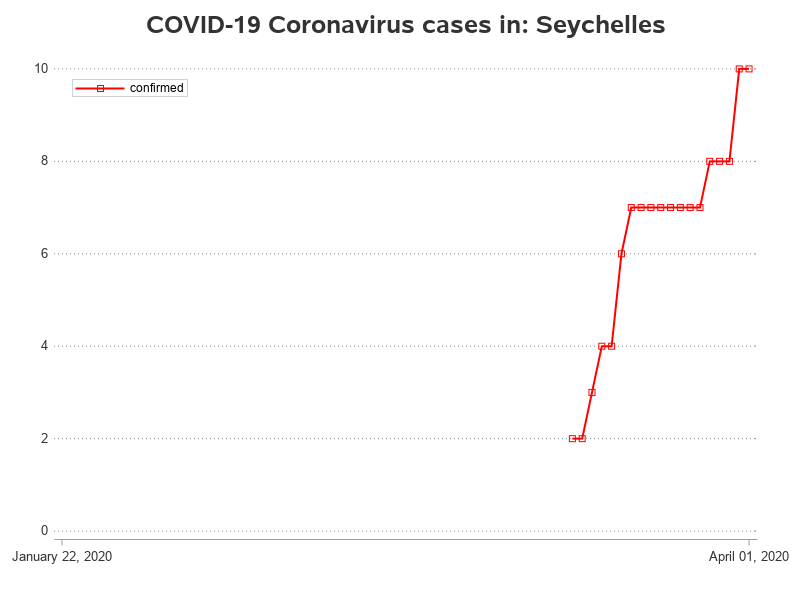 COVID-19 Coronavirus cases in: Seychelles
10
confirmed
8
6
4
2
0
January 22, 2020
April 01, 2020